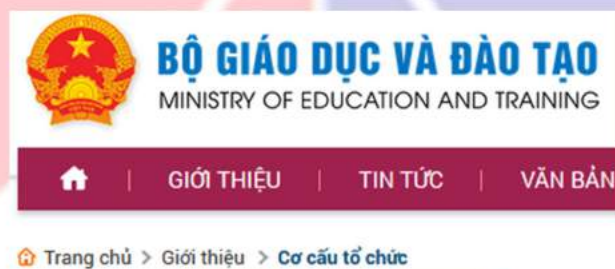 BỘ GIÁO DỤC VÀ ĐÀO TẠO
MINISTRY OF EDUCATION AND TRAINING
GIỚI THIỆU | TIN TỨC | VĂN BẢN
Trang chủ > Giới thiệu > Cơ cấu tổ chức